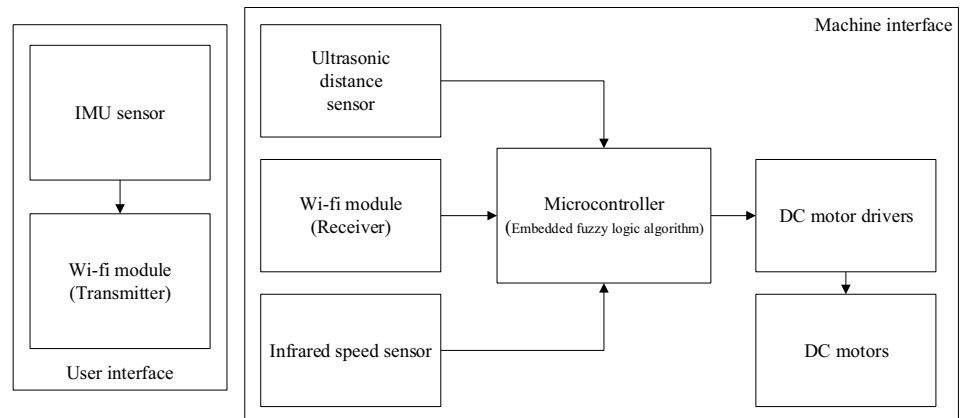 IMU sensor
Wi-fi module
(Transmitter)
User interface
Machine interface
Ultrasonic
distance
sensor
Wi-fi module
(Receiver)
Infrared speed sensor
Microcontroller
(Embedded fuzzy logic algorithm)
DC motor drivers
DC motors